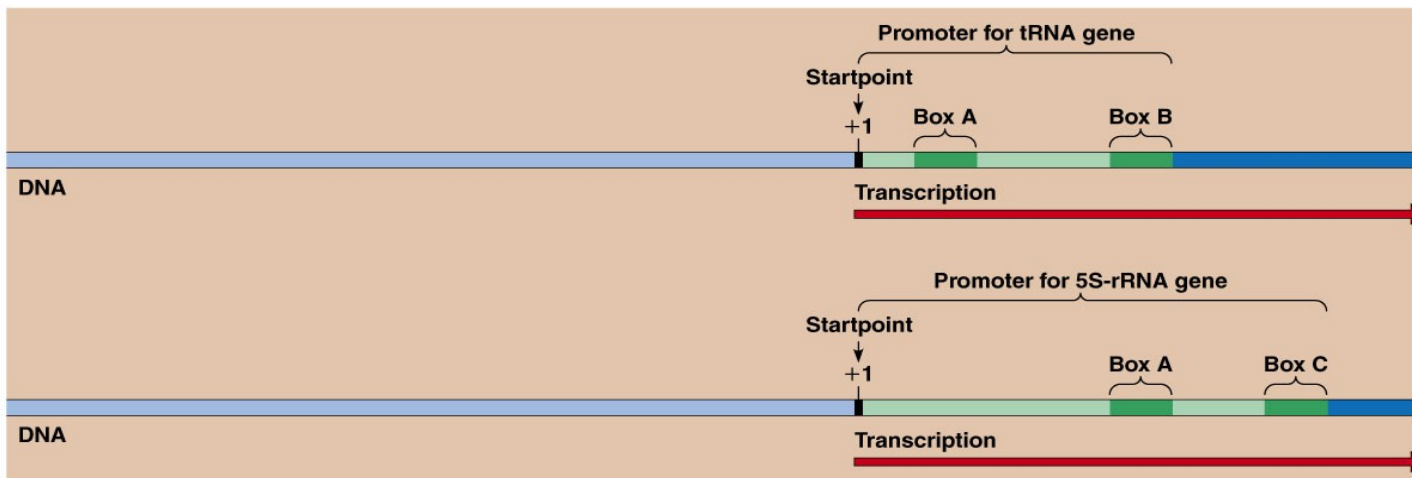 Promoter for tRNA gene
Startpoint
+1
Box A
Box B
DNA
Transcription
Promoter for 5S-rRNA gene
Startpoint
+1
Box A
Box C
DNA
Transcription